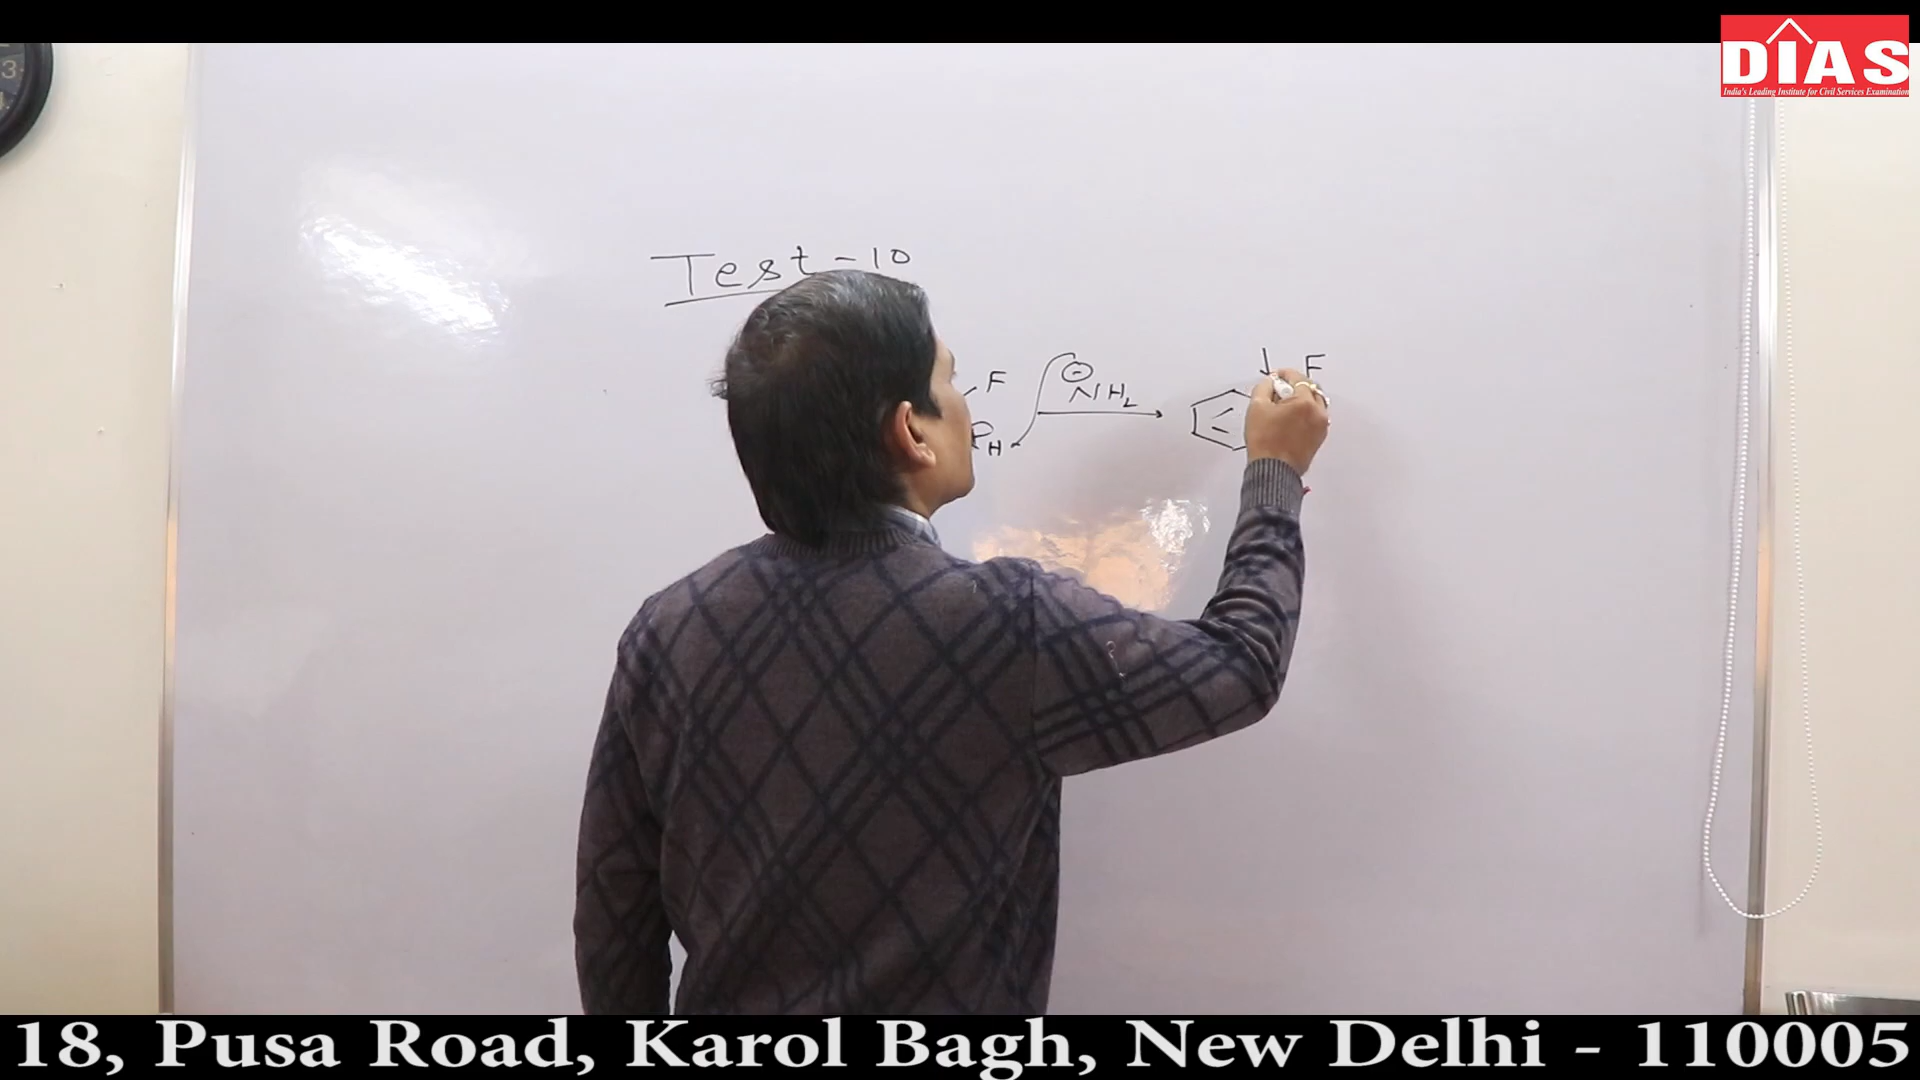 DIAS
India's Leading Institute for Civil Services Examination
3
Test-10
F
⊖
NH₂
H
F
18, Pusa Road, Karol Bagh, New Delhi - 110005